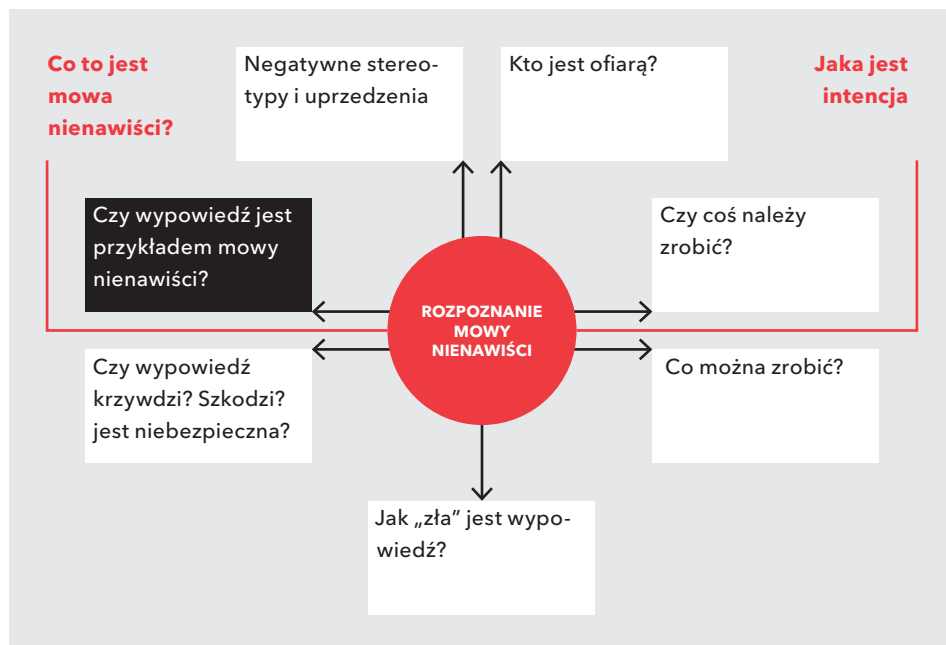 Co to jest
mowa
nienawiści?
Negatywne stereo-
typy i uprzedzenia
Kto jest ofiarą?
Jaka jest
intencja
Czy wypowiedź jest
przykładem mowy
nienawiści?
Czy coś należy
zrobić?
ROZPOZNANIE
MOWY
NIENAWIŚCI
Czy wypowiedź
krzywdzi? Szkodzi?
jest niebezpieczna?
Co można zrobić?
Jak „zła” jest wypo-
wiedź?